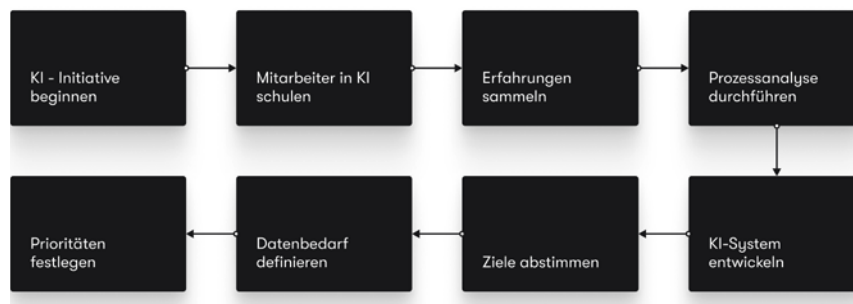 KI - Initiative
beginnen
Mitarbeiter in KI
schulen
Erfahrungen
sammeln
Prozessanalyse
durchführen
KI-System
entwickeln
Ziele abstimmen
Datenbedarf
definieren
Prioritäten
festlegen